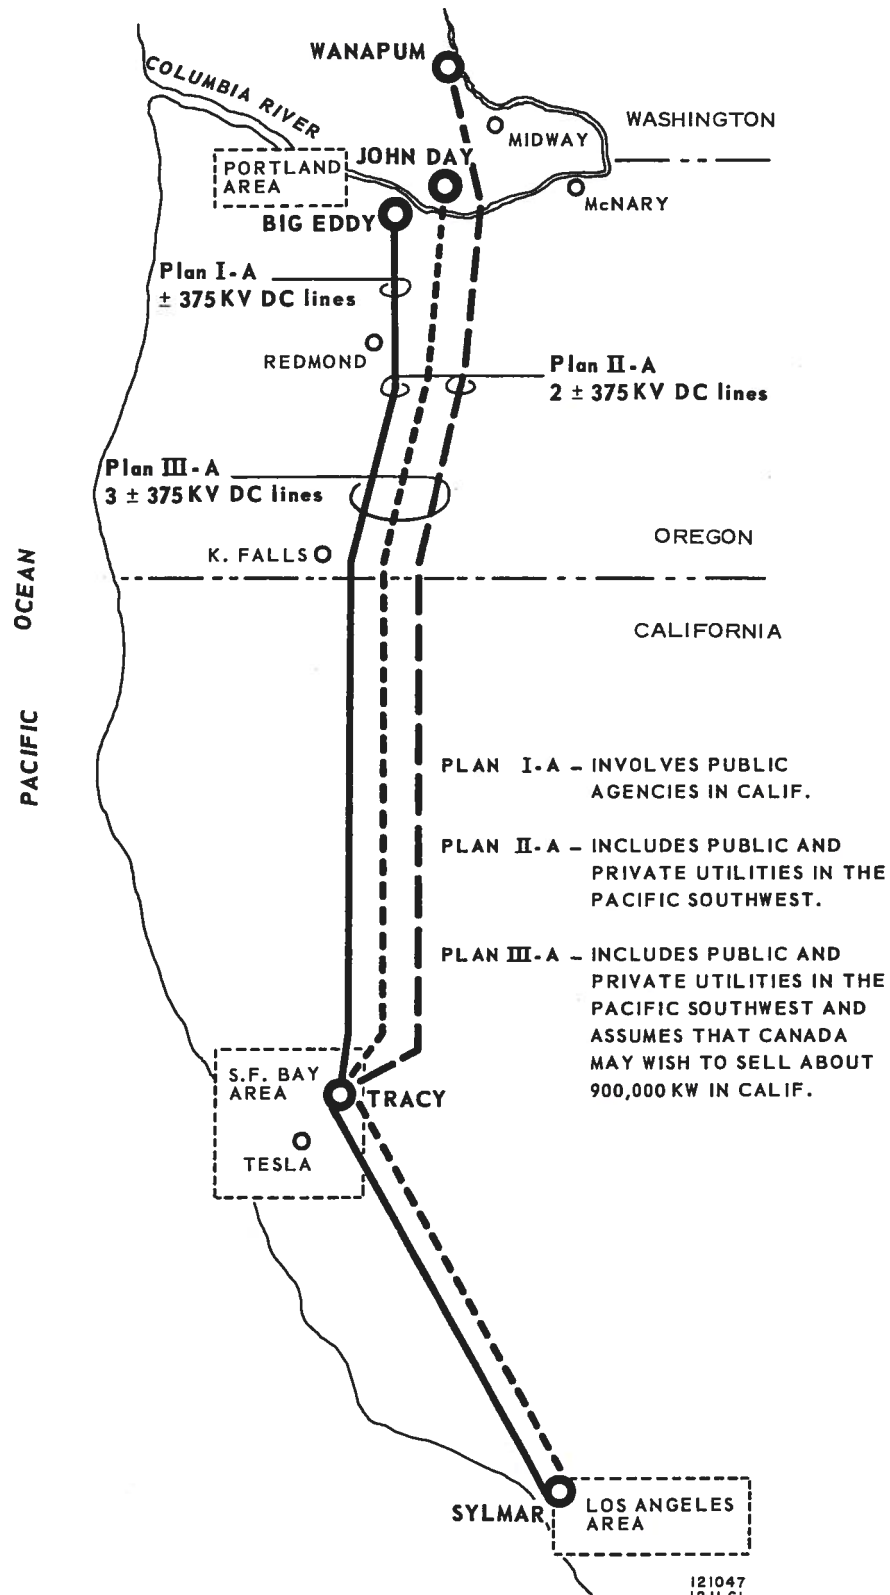 WANAPUM
COLUMBIA RIVER
WASHINGTON
MIDWAY
JOHN DAY
PORTLAND
AREA
McNARY
BIG EDDY
Plan I-A
± 375 KV DC lines
REDMOND
Plan II-A
2 ± 375 KV DC lines
Plan III-A
3 ± 375 KV DC lines
OREGON
K. FALLS
PACIFIC OCEAN
CALIFORNIA
PLAN I-A – INVOLVES PUBLIC
AGENCIES IN CALIF.
PLAN II-A – INCLUDES PUBLIC AND
PRIVATE UTILITIES IN THE
PACIFIC SOUTHWEST.
PLAN III-A – INCLUDES PUBLIC AND
PRIVATE UTILITIES IN THE
PACIFIC SOUTHWEST AND
ASSUMES THAT CANADA
MAY WISH TO SELL ABOUT
900,000 KW IN CALIF.
S.F. BAY
AREA
TRACY
TESLA
SYLMAR
LOS ANGELES
AREA
121047